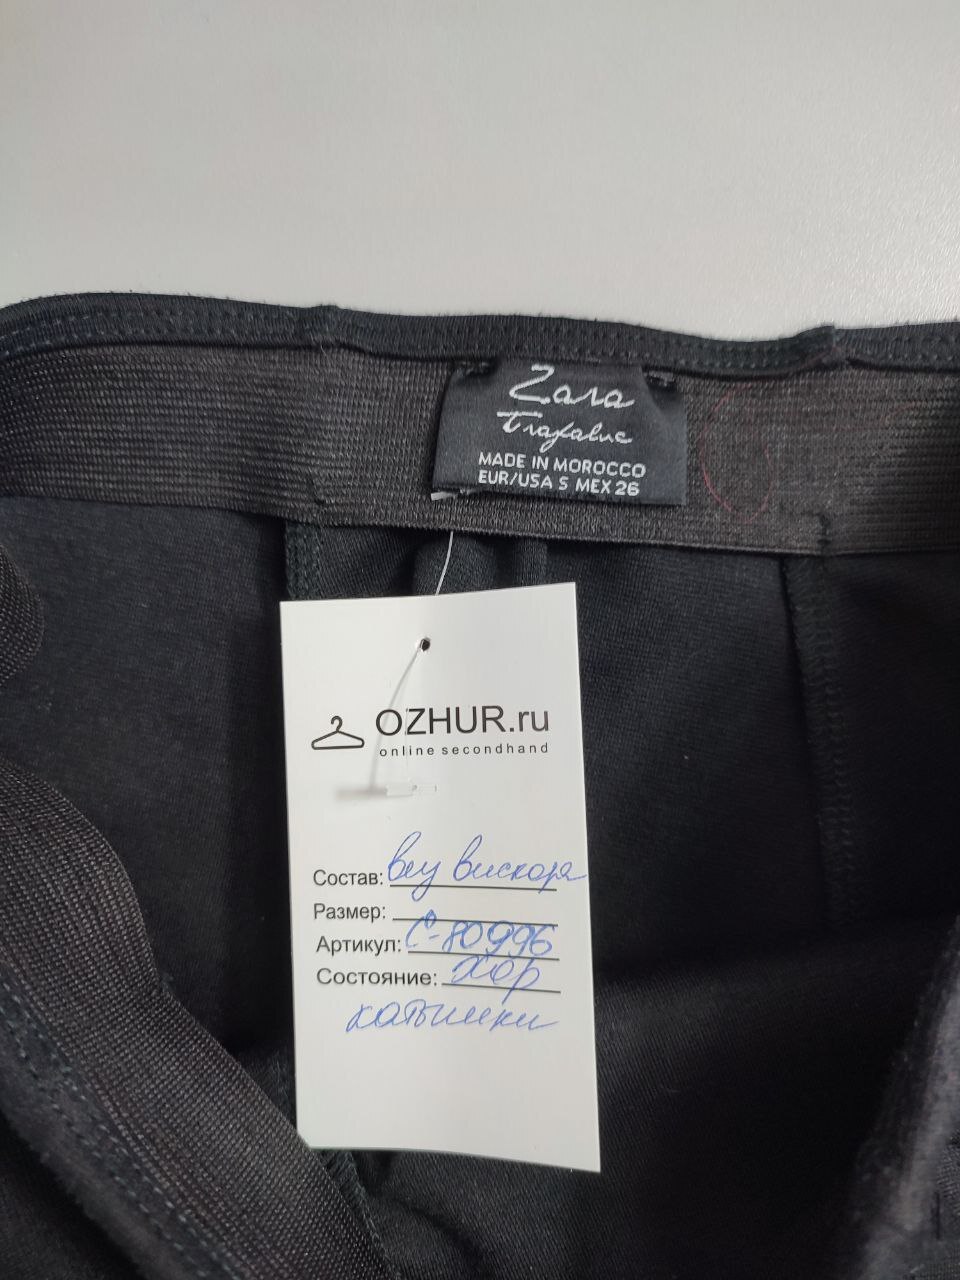 Zara
Trafaluc
MADE IN MOROCCO
EUR/USA S MEX 26
OZHUR.ru
online secondhand
Состав: вец вискоза
Размер:
Артикул: С-80996
Состояние: хор
катышки